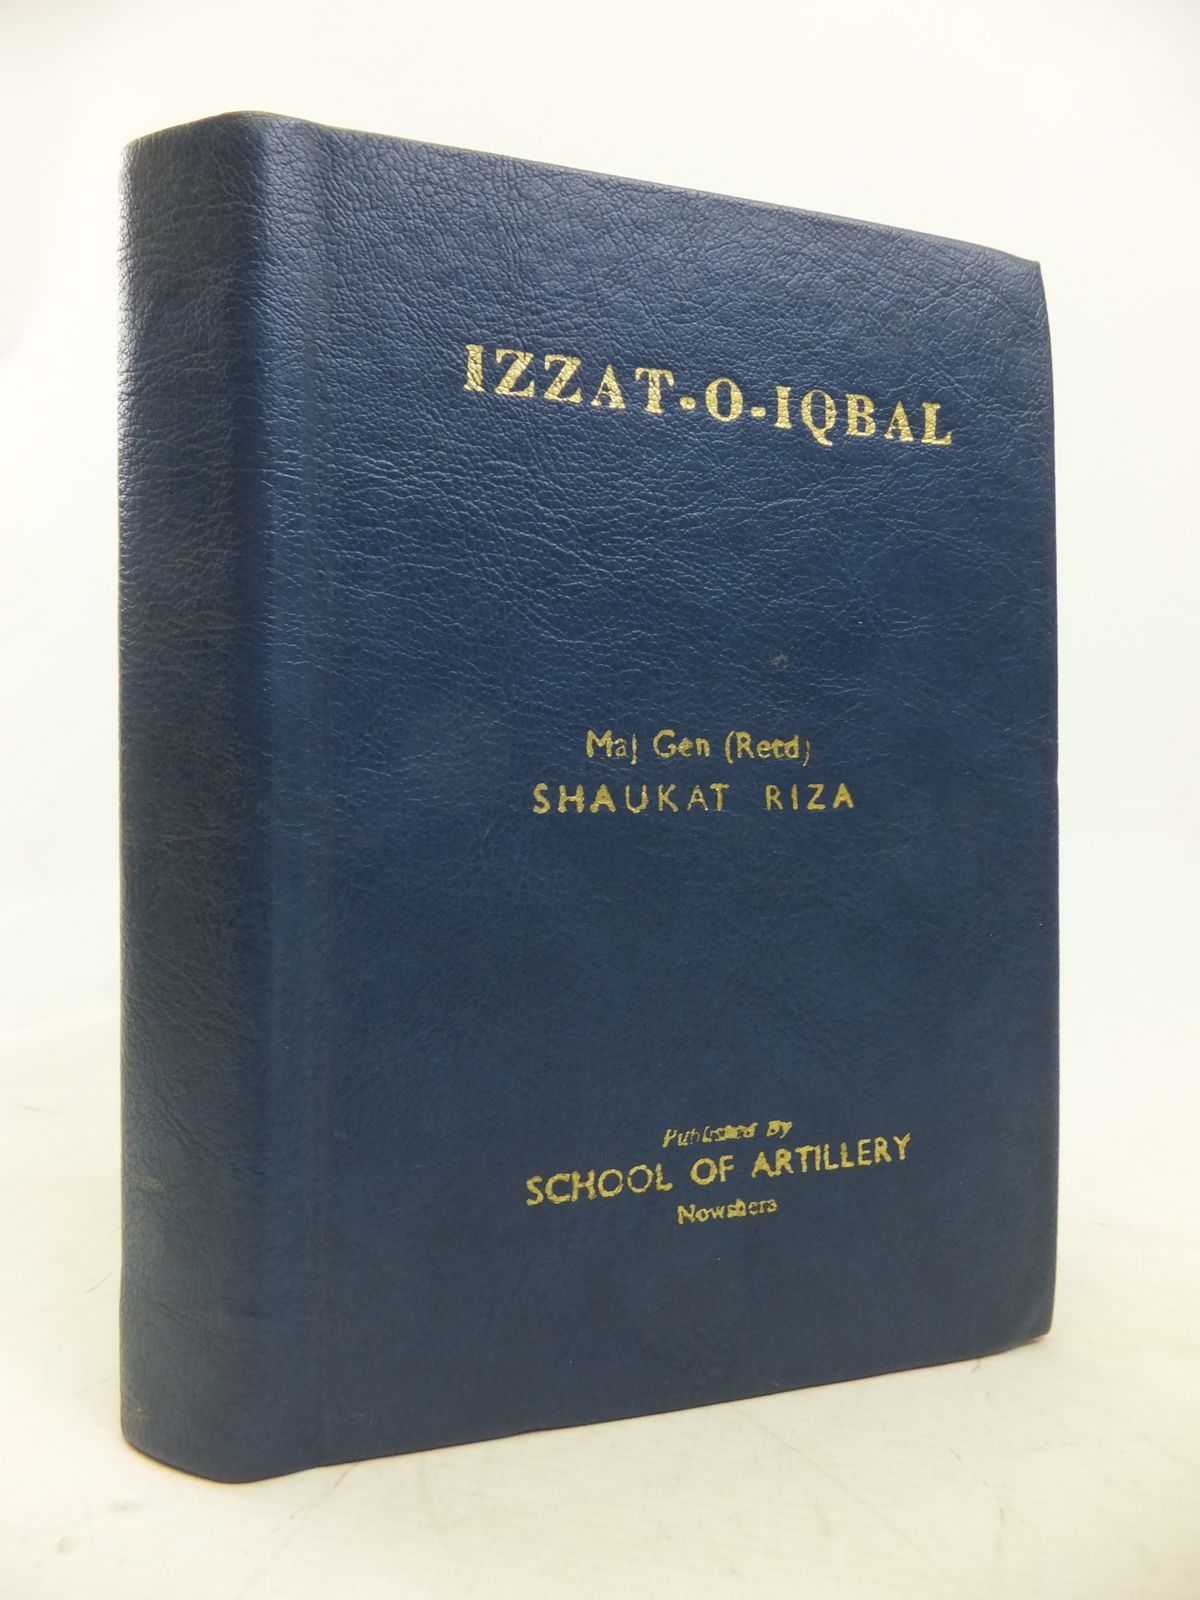 IZZAT-O-IQBAL
Maj Gen (Retd)
SHAUKAT RIZA
Published By
SCHOOL OF ARTILLERY
Nowshera